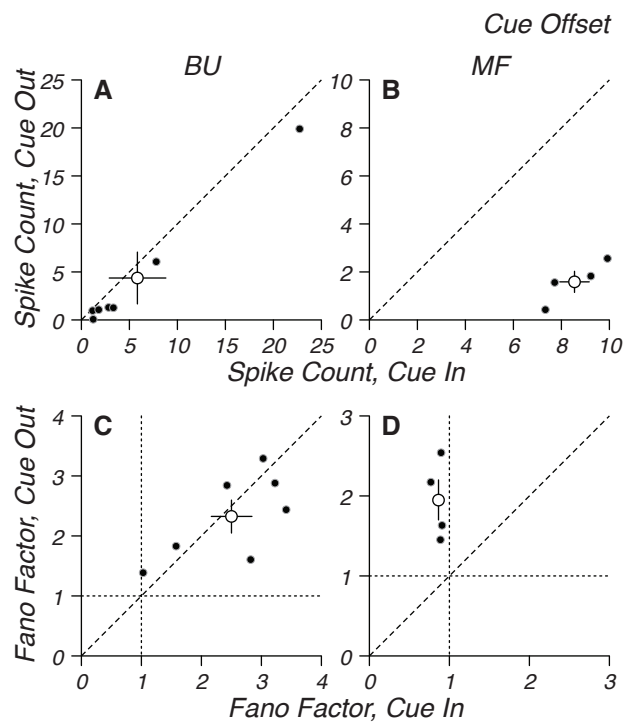 Cue Offset
BU MF
A B
Spike Count, Cue Out
25
20
15
10
5
0
0 5 10 15 20 25
10
8
6
4
2
0
0 2 4 6 8 10
Spike Count, Cue In
C D
Fano Factor, Cue Out
4
3
2
1
0
0 1 2 3 4
3
2
1
0
0 1 2 3
Fano Factor, Cue In